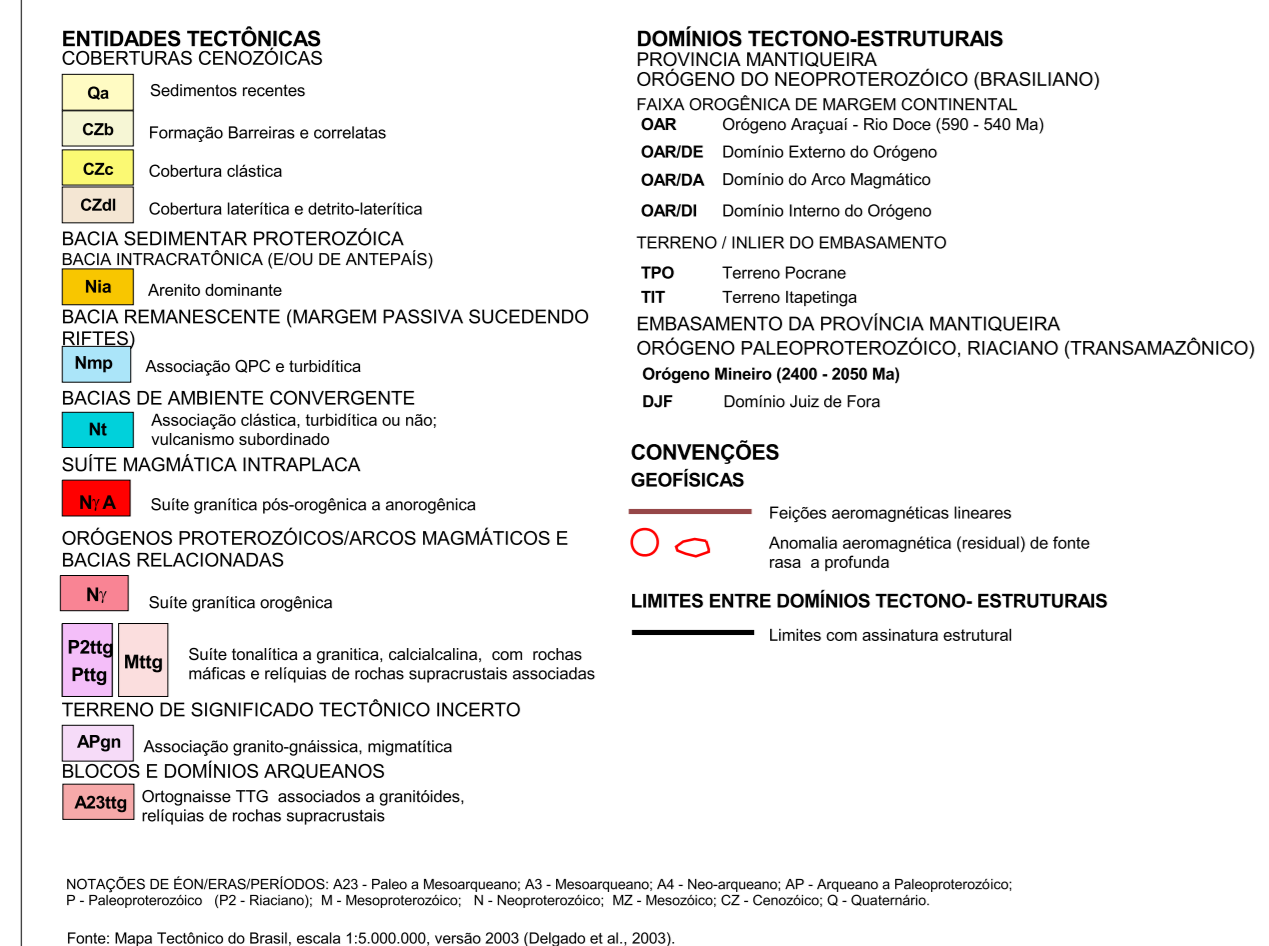 ENTIDADES TECTÔNICAS
COBERTURAS CENOZÓICAS
Qa Sedimentos recentes
CZb Formação Barreiras e correlatas
CZc Cobertura clástica
CZdl Cobertura laterítica e detrito-laterítica
BACIA SEDIMENTAR PROTEROZÓICA
BACIA INTRACRATÔNICA (E/OU DE ANTEPAÍS)
Nia Arenito dominante
BACIA REMANESCENTE (MARGEM PASSIVA SUCEDENDO
RIFTES)
Nmp Associação QPC e turbidítica
BACIAS DE AMBIENTE CONVERGENTE
Nt Associação clástica, turbidítica ou não;
vulcanismo subordinado
SUÍTE MAGMÁTICA INTRAPLACA
NγA Suíte granítica pós-orogênica a anorogênica
ORÓGENOS PROTEROZÓICOS/ARCOS MAGMÁTICOS E
BACIAS RELACIONADAS
Nγ Suíte granítica orogênica
P2ttg
Pttg
Mttg
Suíte tonalítica a granitica, calcialcalina, com rochas
máficas e relíquias de rochas supracrustais associadas
TERRENO DE SIGNIFICADO TECTÔNICO INCERTO
APgn Associação granito-gnáissica, migmatítica
BLOCOS E DOMÍNIOS ARQUEANOS
A23ttg Ortognaisse TTG associados a granitóides,
relíquias de rochas supracrustais
DOMÍNIOS TECTONO-ESTRUTURAIS
PROVINCIA MANTIQUEIRA
ORÓGENO DO NEOPROTEROZÓICO (BRASILIANO)
FAIXA OROGÊNICA DE MARGEM CONTINENTAL
OAR Orógeno Araçuaí - Rio Doce (590 - 540 Ma)
OAR/DE Domínio Externo do Orógeno
OAR/DA Domínio do Arco Magmático
OAR/DI Domínio Interno do Orógeno
TERRENO / INLIER DO EMBASAMENTO
TPO Terreno Pocrane
TIT Terreno Itapetinga
EMBASAMENTO DA PROVÍNCIA MANTIQUEIRA
ORÓGENO PALEOPROTEROZÓICO, RIACIANO (TRANSAMAZÔNICO)
Orógeno Mineiro (2400 - 2050 Ma)
DJF Domínio Juiz de Fora
CONVENÇÕES
GEOFÍSICAS
Feições aeromagnéticas lineares
Anomalia aeromagnética (residual) de fonte
rasa a profunda
LIMITES ENTRE DOMÍNIOS TECTONO- ESTRUTURAIS
Limites com assinatura estrutural
NOTAÇÕES DE ÉON/ERAS/PERÍODOS: A23 - Paleo a Mesoarqueano; A3 - Mesoarqueano; A4 - Neo-arqueano; AP - Arqueano a Paleoproterozóico;
P - Paleoproterozóico (P2 - Riaciano); M - Mesoproterozóico; N - Neoproterozóico; MZ - Mesozóico; CZ - Cenozóico; Q - Quaternário.
Fonte: Mapa Tectônico do Brasil, escala 1:5.000.000, versão 2003 (Delgado et al., 2003).